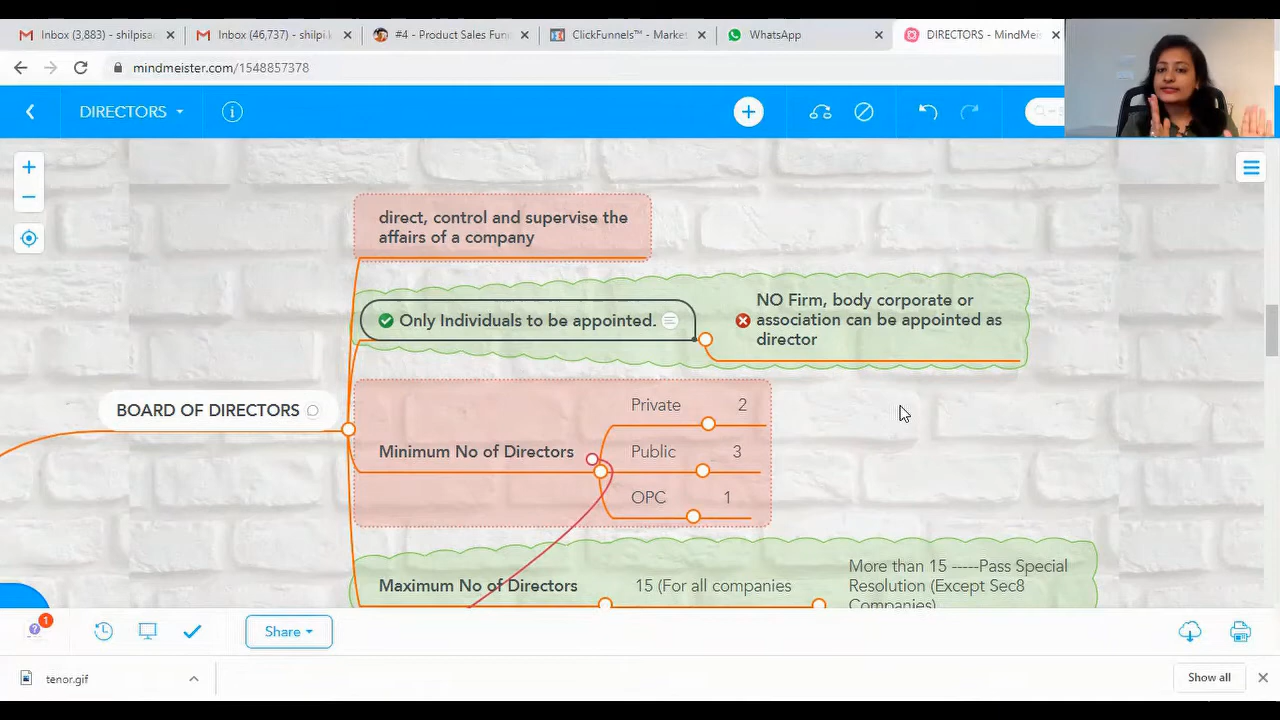 Inbox (3,883) - shilpisa
Inbox (46,737) - shilpi.
#4 - Product Sales Fun
ClickFunnels™ - Marke
WhatsApp
DIRECTORS - MindMei
mindmeister.com/1548857378
DIRECTORS
direct, control and supervise the
affairs of a company
Only Individuals to be appointed.
NO Firm, body corporate or
association can be appointed as
director
BOARD OF DIRECTORS
Minimum No of Directors
Private 2
Public 3
OPC 1
Maximum No of Directors
15 (For all companies
More than 15 -----Pass Special
Resolution (Except Sec8
Companies)
1
Share
tenor.gif
Show all